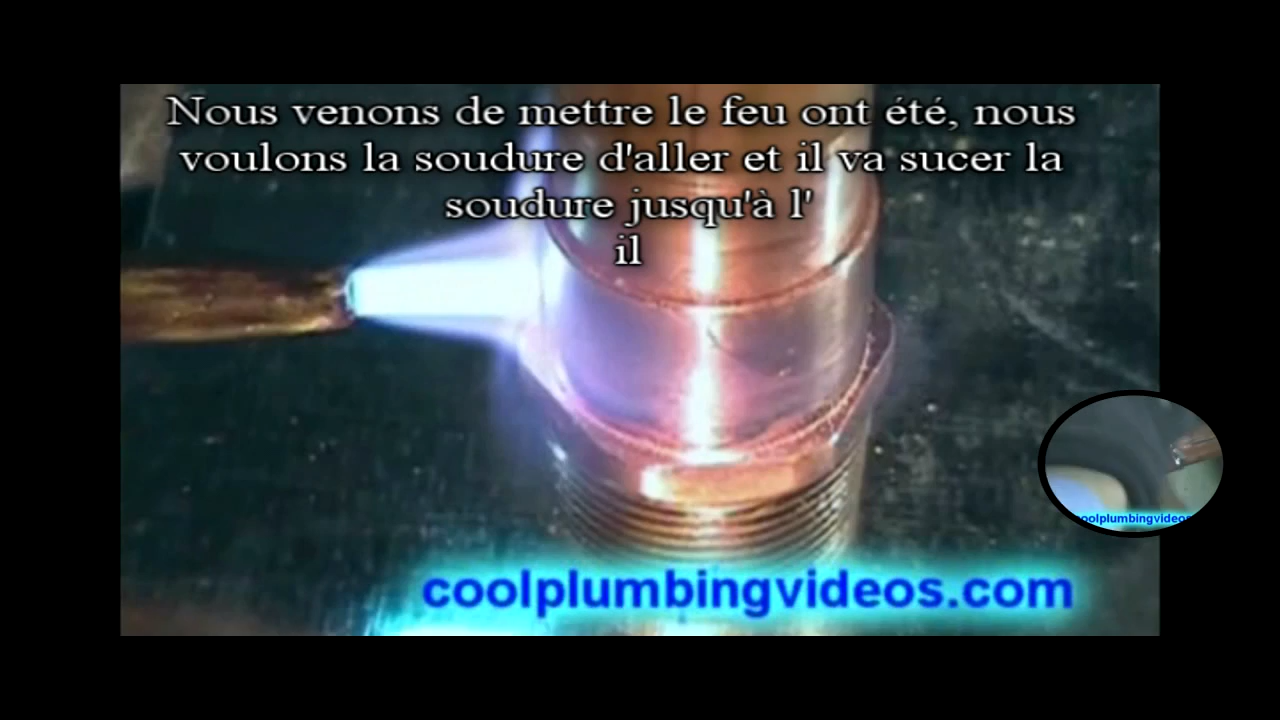 Nous venons de mettre le feu ont été, nous
voulons la soudure d'aller et il va sucer la
soudure jusqu'à l'
il
coolplumbingvideos
coolplumbingvideos.com